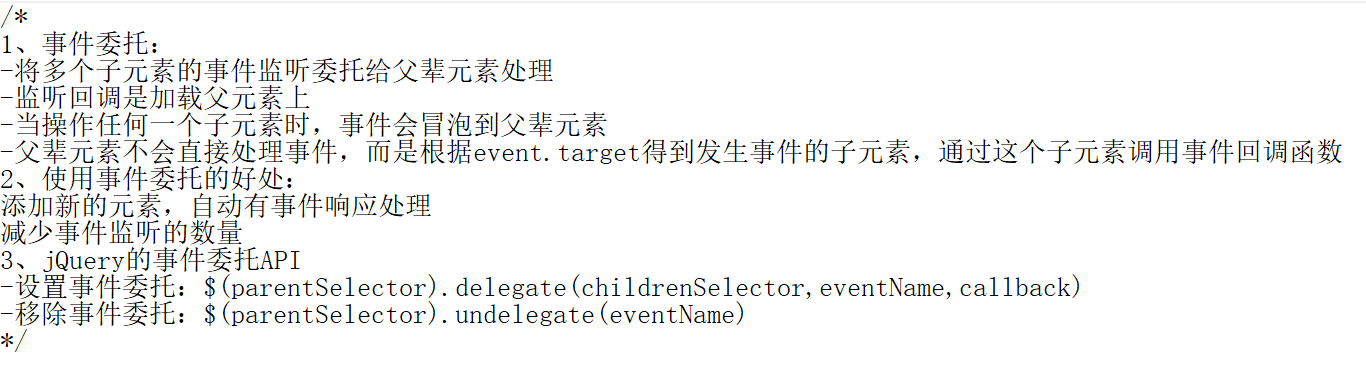 /*
1、事件委托：
-将多个子元素的事件监听委托给父辈元素处理
-监听回调是加载父元素上
-当操作任何一个子元素时，事件会冒泡到父辈元素
-父辈元素不会直接处理事件，而是根据event.target得到发生事件的子元素，通过这个子元素调用事件回调函数
2、使用事件委托的好处：
添加新的元素，自动有事件响应处理
减少事件监听的数量
3、jQuery的事件委托API
-设置事件委托：$(parentSelector).delegate(childrenSelector,eventName,callback)
-移除事件委托：$(parentSelector).undelegate(eventName)
*/